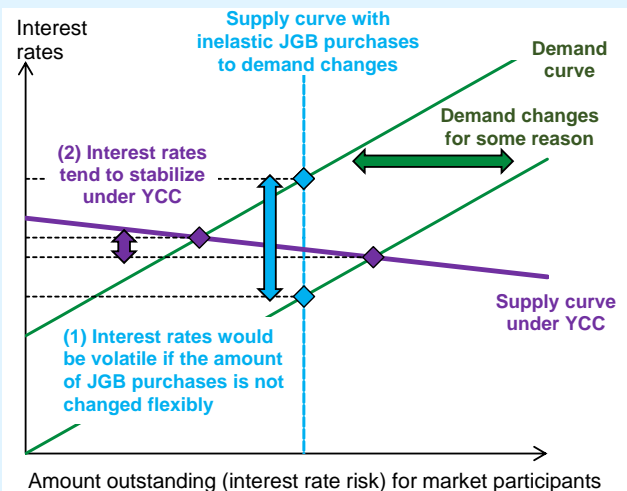 Interest
rates
Supply curve with
inelastic JGB purchases
to demand changes
Demand
curve
Demand changes
for some reason
(2) Interest rates
tend to stabilize
under YCC
Supply curve
under YCC
(1) Interest rates would
be volatile if the amount
of JGB purchases is not
changed flexibly
Amount outstanding (interest rate risk) for market participants